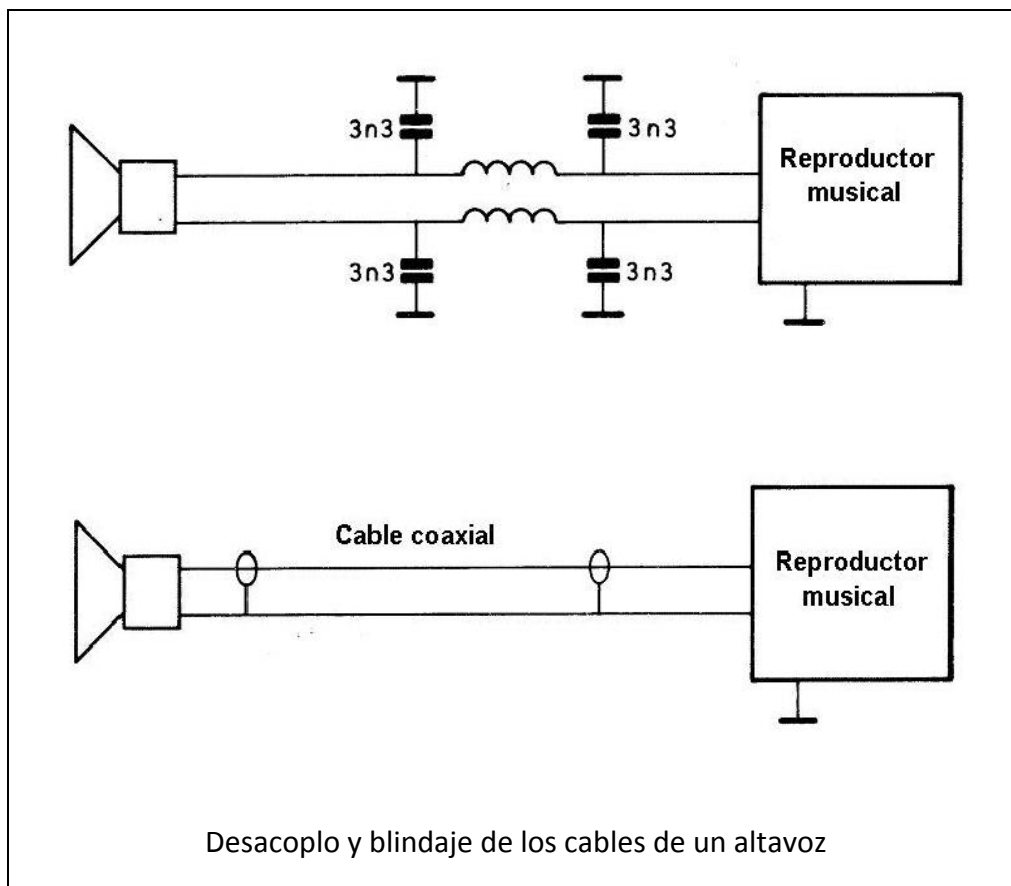 3n3
3n3
Reproductor
musical
3n3
3n3
Cable coaxial
Reproductor
musical
Desacoplo y blindaje de los cables de un altavoz